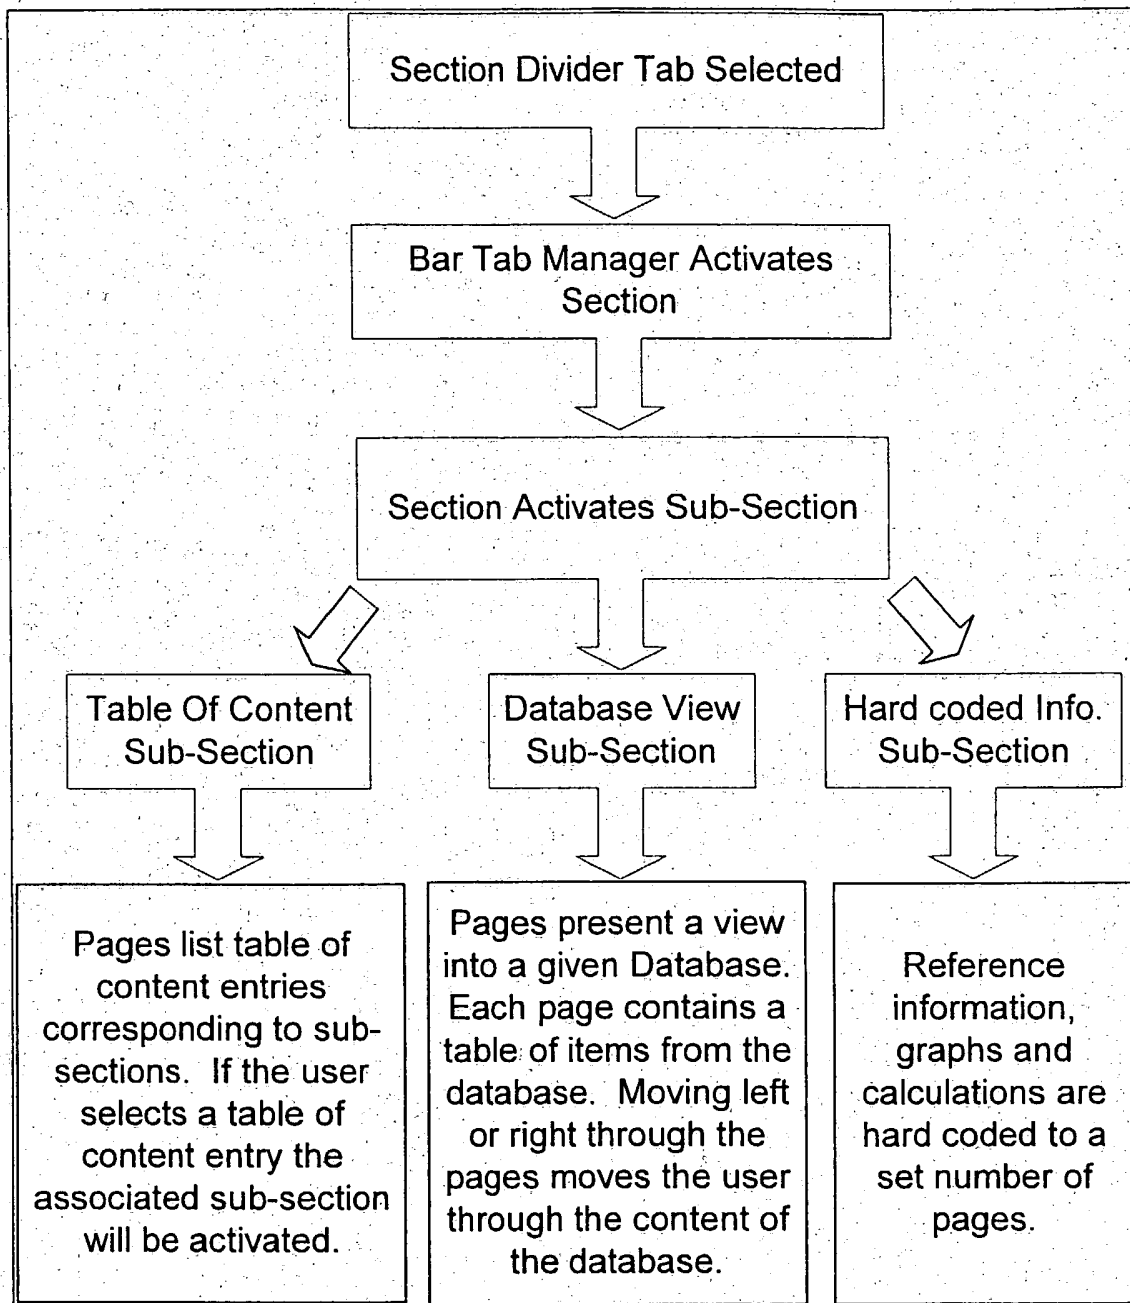 Section Divider Tab Selected
Bar Tab Manager Activates
Section
Section Activates Sub-Section
Table Of Content
Sub-Section
Database View
Sub-Section
Hard coded Info.
Sub-Section
Pages list table of
content entries
corresponding to sub-
sections. If the user
selects a table of
content entry the
associated sub-section
will be activated.
Pages present a view
into a given Database.
Each page contains a
table of items from the
database. Moving left
or right through the
pages moves the user
through the content of
the database.
Reference
information,
graphs and
calculations are
hard coded to a
set number of
pages.